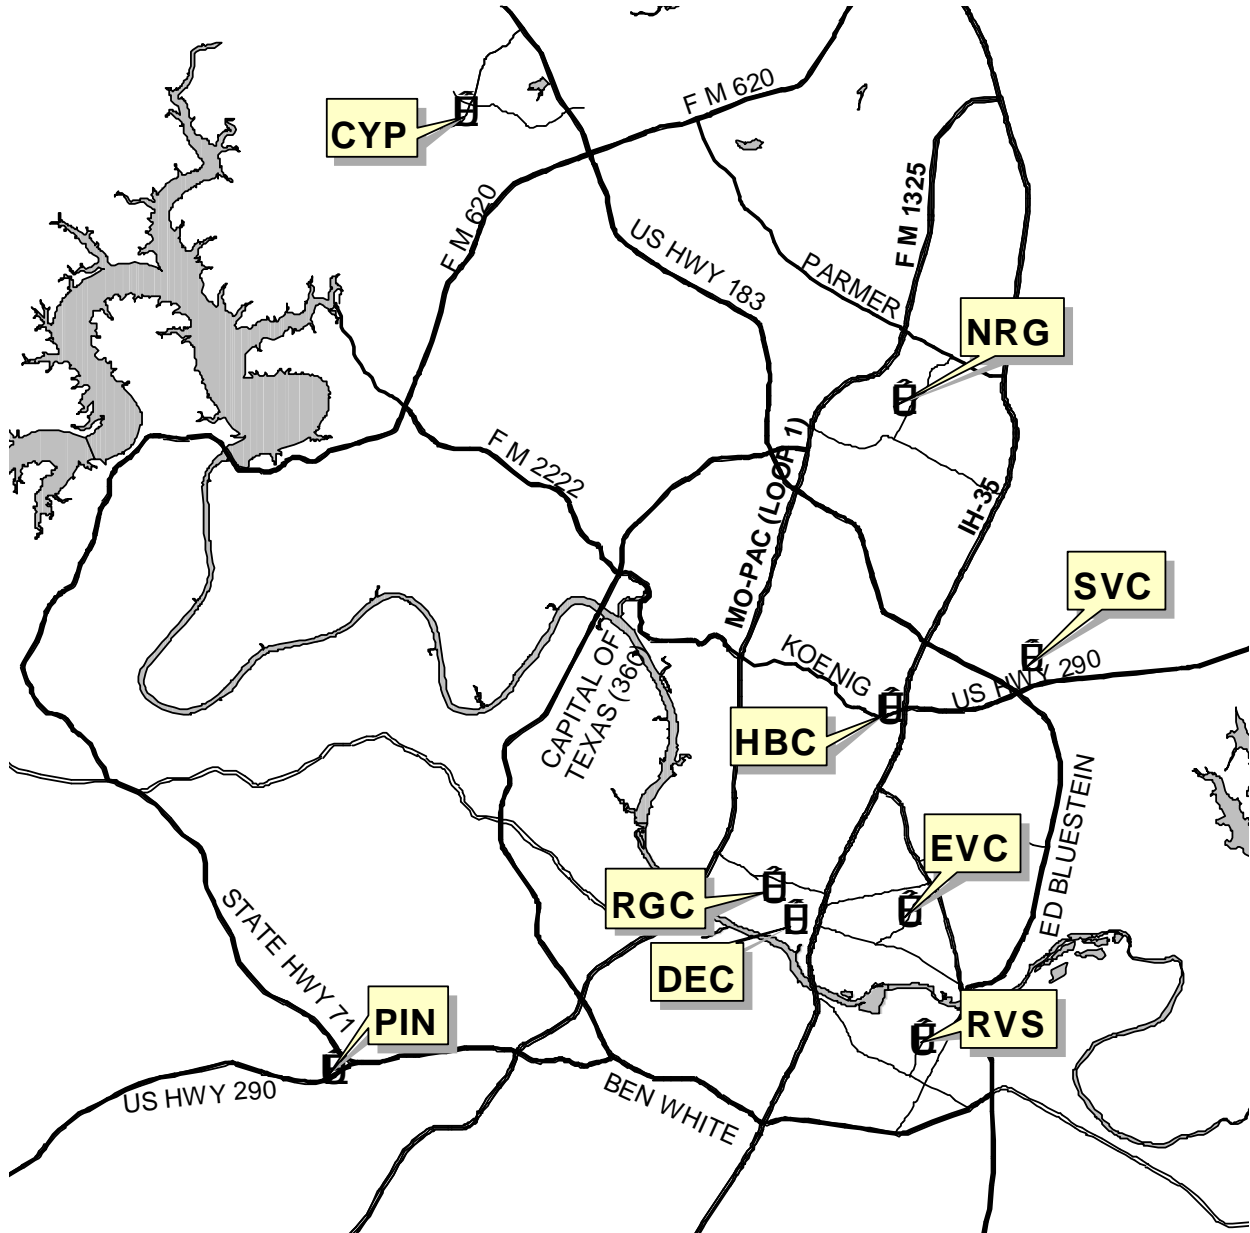 F M 620
CYP
F M 1325
F M 620
US HWY 183
PARMER
NRG
MO-PAC (LOOP 1)
F M 2222
IH-35
SVC
KOENIG
US HWY 290
CAPITAL OF
TEXAS (360)
HBC
ED BLUESTEIN
EVC
RGC
STATE HWY 71
DEC
PIN
RVS
US HWY 290
BEN WHITE